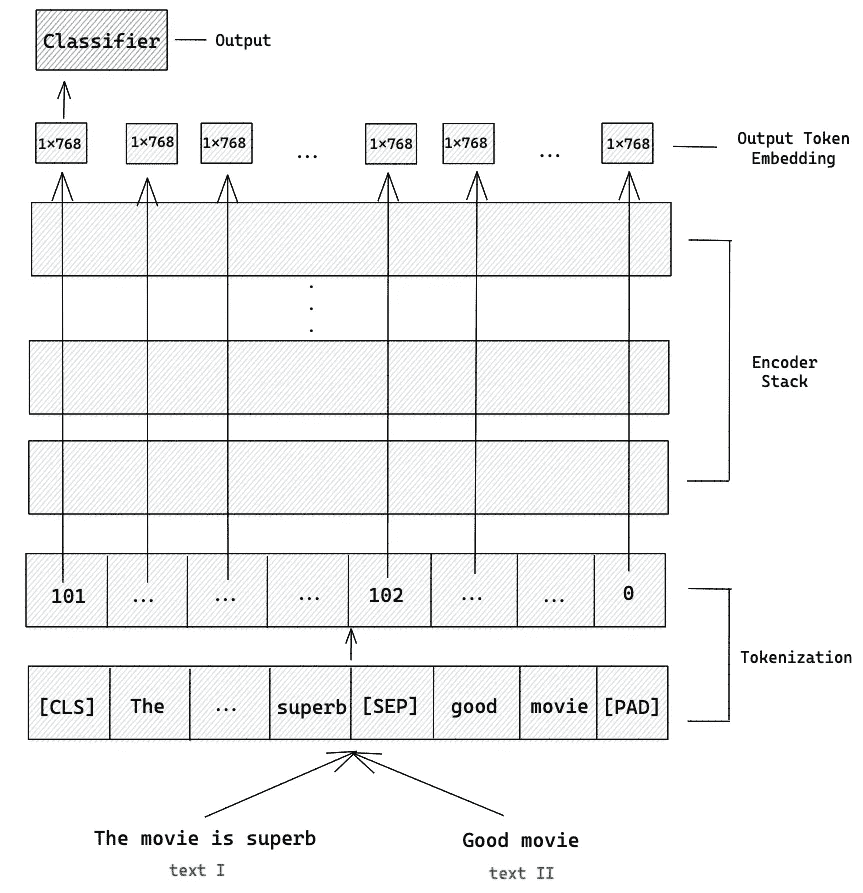 Classifier Output
1×768 1×768 1×768 ... 1×768 1×768 ... 1×768
Output Token
Embedding
.
.
.
Encoder
Stack
101 ... ... ... 102 ... ... 0
Tokenization
[CLS] The ... superb [SEP] good movie [PAD]
The movie is superb Good movie
text I text II